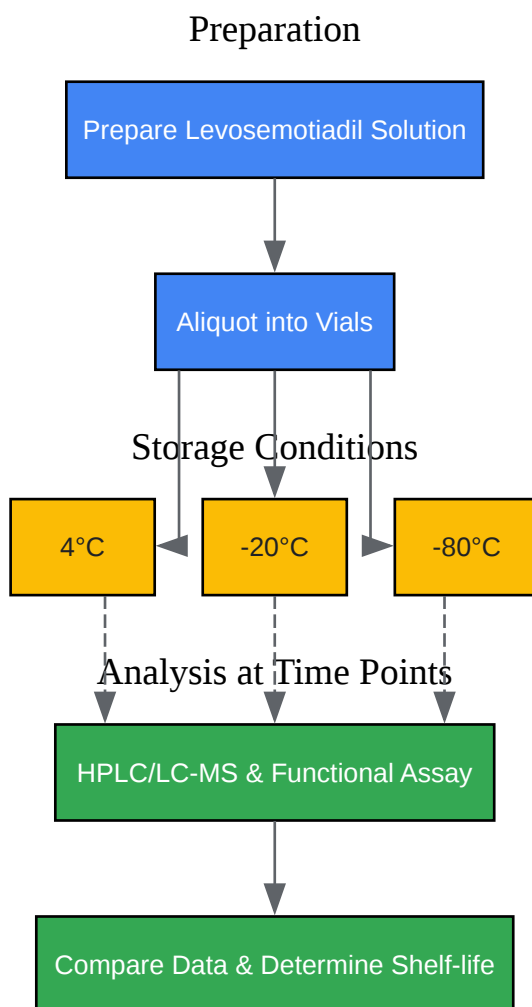 Preparation
Prepare Levosemotiadil Solution
Aliquot into Vials
Storage Conditions
4°C
-20°C
-80°C
Analysis at Time Points
HPLC/LC-MS & Functional Assay
Compare Data & Determine Shelf-life